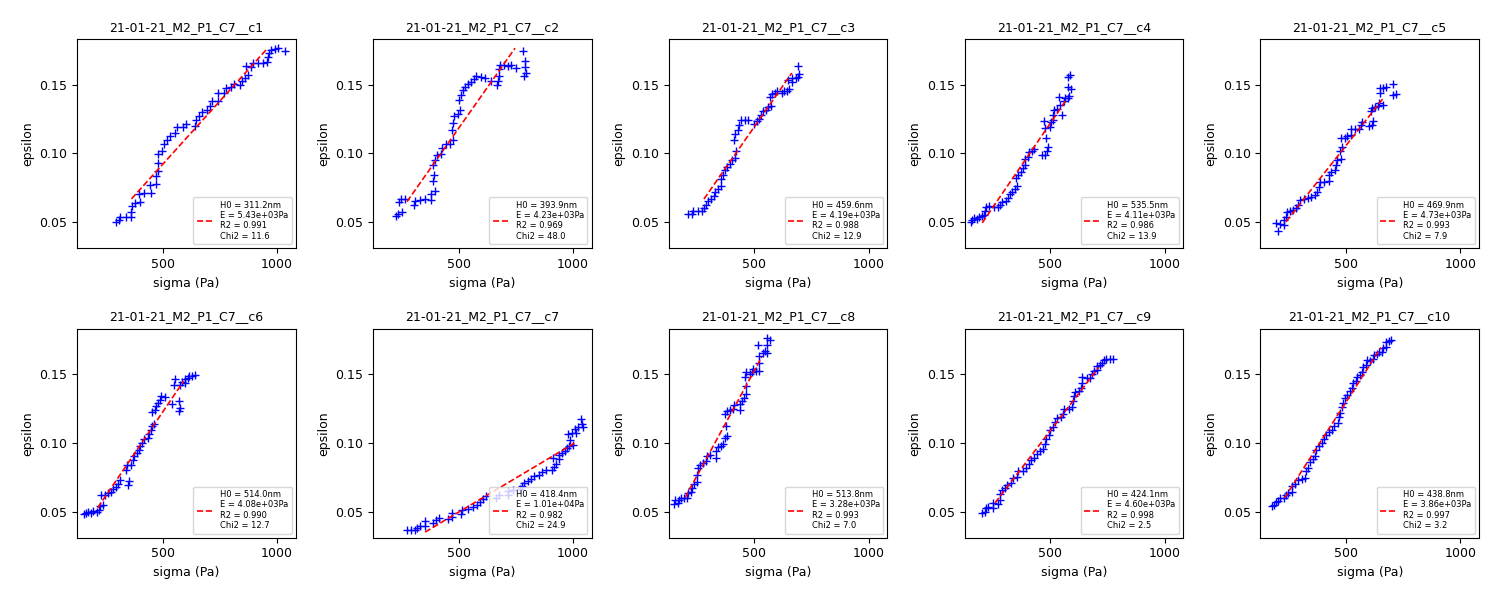 21-01-21_M2_P1_C7__c1
epsilon
0.15
0.10
0.05
H0 = 311.2nm
E = 5.43e+03Pa
R2 = 0.991
Chi2 = 11.6
500
1000
sigma (Pa)
21-01-21_M2_P1_C7__c2
epsilon
0.15
0.10
0.05
H0 = 393.9nm
E = 4.23e+03Pa
R2 = 0.969
Chi2 = 48.0
500
1000
sigma (Pa)
21-01-21_M2_P1_C7__c3
epsilon
0.15
0.10
0.05
H0 = 459.6nm
E = 4.19e+03Pa
R2 = 0.988
Chi2 = 12.9
500
1000
sigma (Pa)
21-01-21_M2_P1_C7__c4
epsilon
0.15
0.10
0.05
H0 = 535.5nm
E = 4.11e+03Pa
R2 = 0.986
Chi2 = 13.9
500
1000
sigma (Pa)
21-01-21_M2_P1_C7__c5
epsilon
0.15
0.10
0.05
H0 = 469.9nm
E = 4.73e+03Pa
R2 = 0.993
Chi2 = 7.9
500
1000
sigma (Pa)
21-01-21_M2_P1_C7__c6
epsilon
0.15
0.10
0.05
H0 = 514.0nm
E = 4.08e+03Pa
R2 = 0.990
Chi2 = 12.7
500
1000
sigma (Pa)
21-01-21_M2_P1_C7__c7
epsilon
0.15
0.10
0.05
H0 = 418.4nm
E = 1.01e+04Pa
R2 = 0.982
Chi2 = 24.9
500
1000
sigma (Pa)
21-01-21_M2_P1_C7__c8
epsilon
0.15
0.10
0.05
H0 = 513.8nm
E = 3.28e+03Pa
R2 = 0.993
Chi2 = 7.0
500
1000
sigma (Pa)
21-01-21_M2_P1_C7__c9
epsilon
0.15
0.10
0.05
H0 = 424.1nm
E = 4.60e+03Pa
R2 = 0.998
Chi2 = 2.5
500
1000
sigma (Pa)
21-01-21_M2_P1_C7__c10
epsilon
0.15
0.10
0.05
H0 = 438.8nm
E = 3.86e+03Pa
R2 = 0.997
Chi2 = 3.2
500
1000
sigma (Pa)